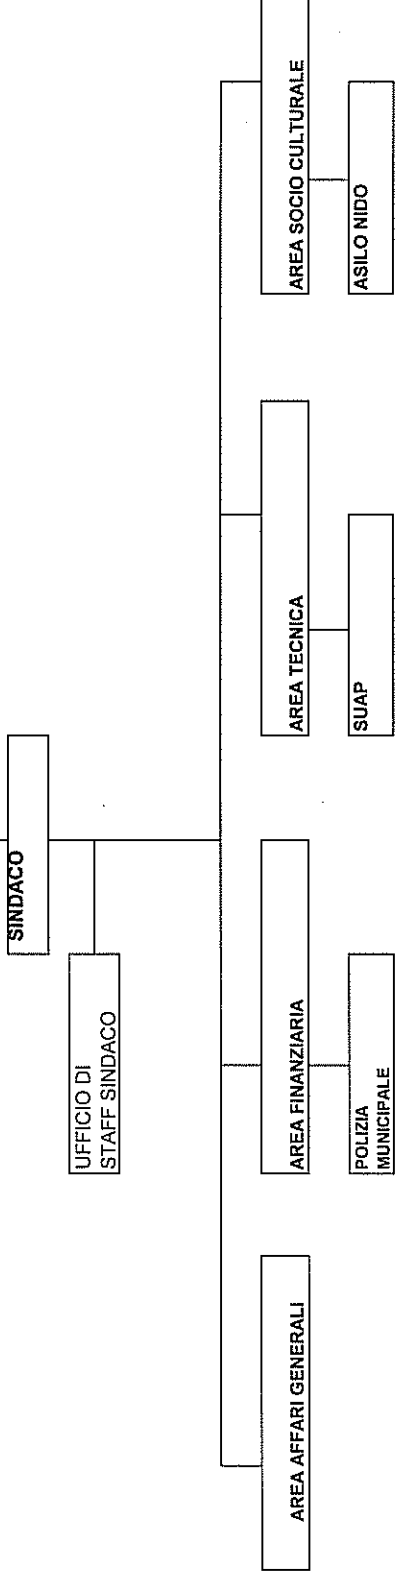 SINDACO
UFFICIO DI
STAFF SINDACO
AREA AFFARI GENERALI
AREA FINANZIARIA
AREA TECNICA
AREA SOCIO CULTURALE
POLIZIA
MUNICIPALE
SUAP
ASILO NIDO